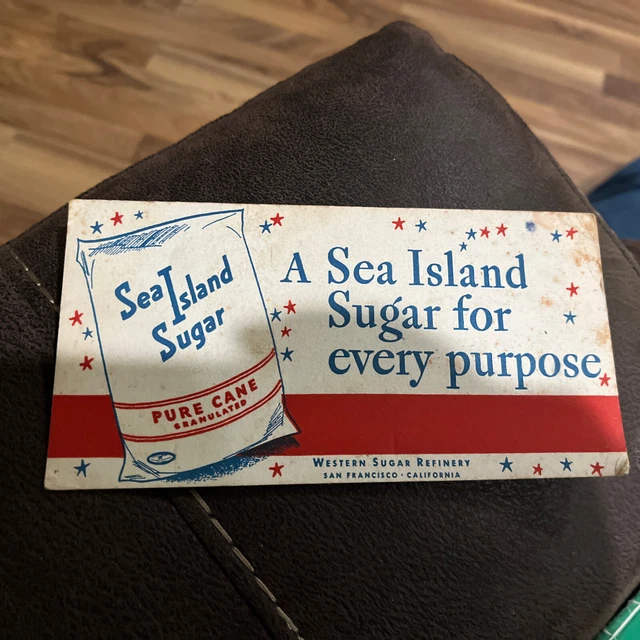 Sea Island
Sugar
PURE CANE
GRANULATED
A Sea Island
Sugar for
every purpose
WESTERN SUGAR REFINERY
SAN FRANCISCO · CALIFORNIA